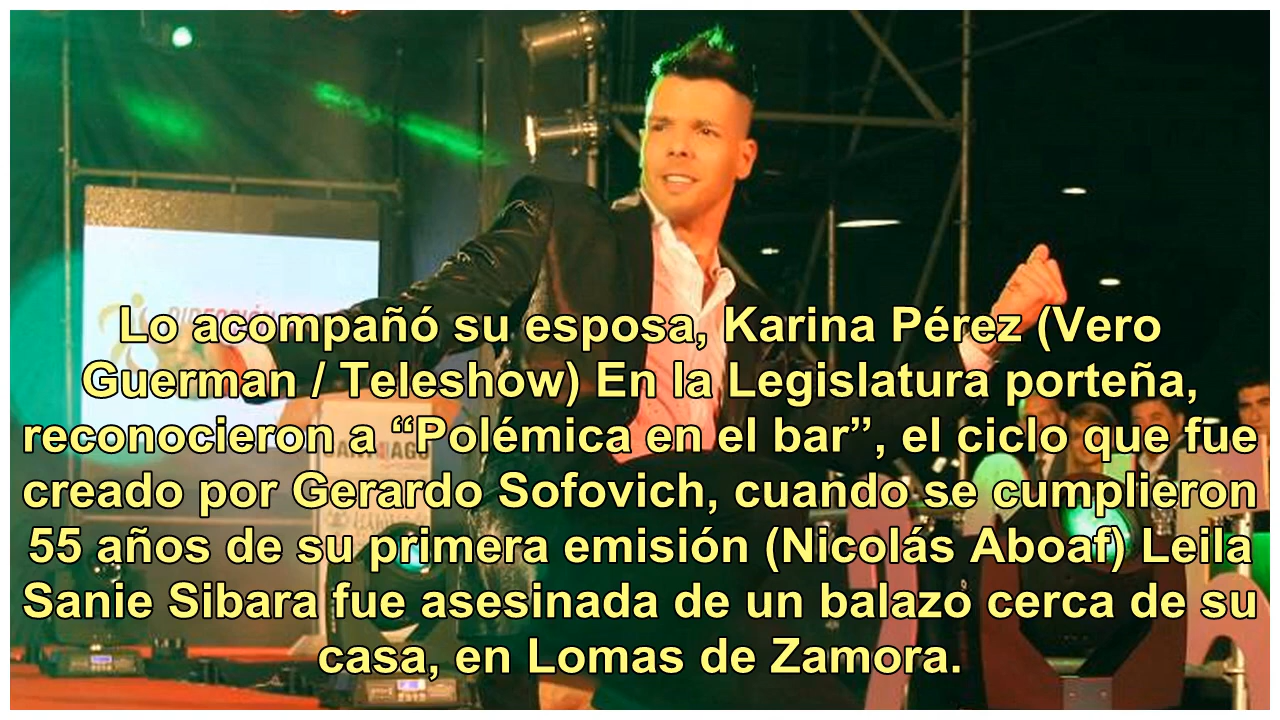 Lo acompañó su esposa, Karina Pérez (Vero
Guerman / Teleshow) En la Legislatura porteña,
reconocieron a “Polémica en el bar”, el ciclo que fue
creado por Gerardo Sofovich, cuando se cumplieron
55 años de su primera emisión (Nicolás Aboaf) Leila
Sanie Sibara fue asesinada de un balazo cerca de su
casa, en Lomas de Zamora.